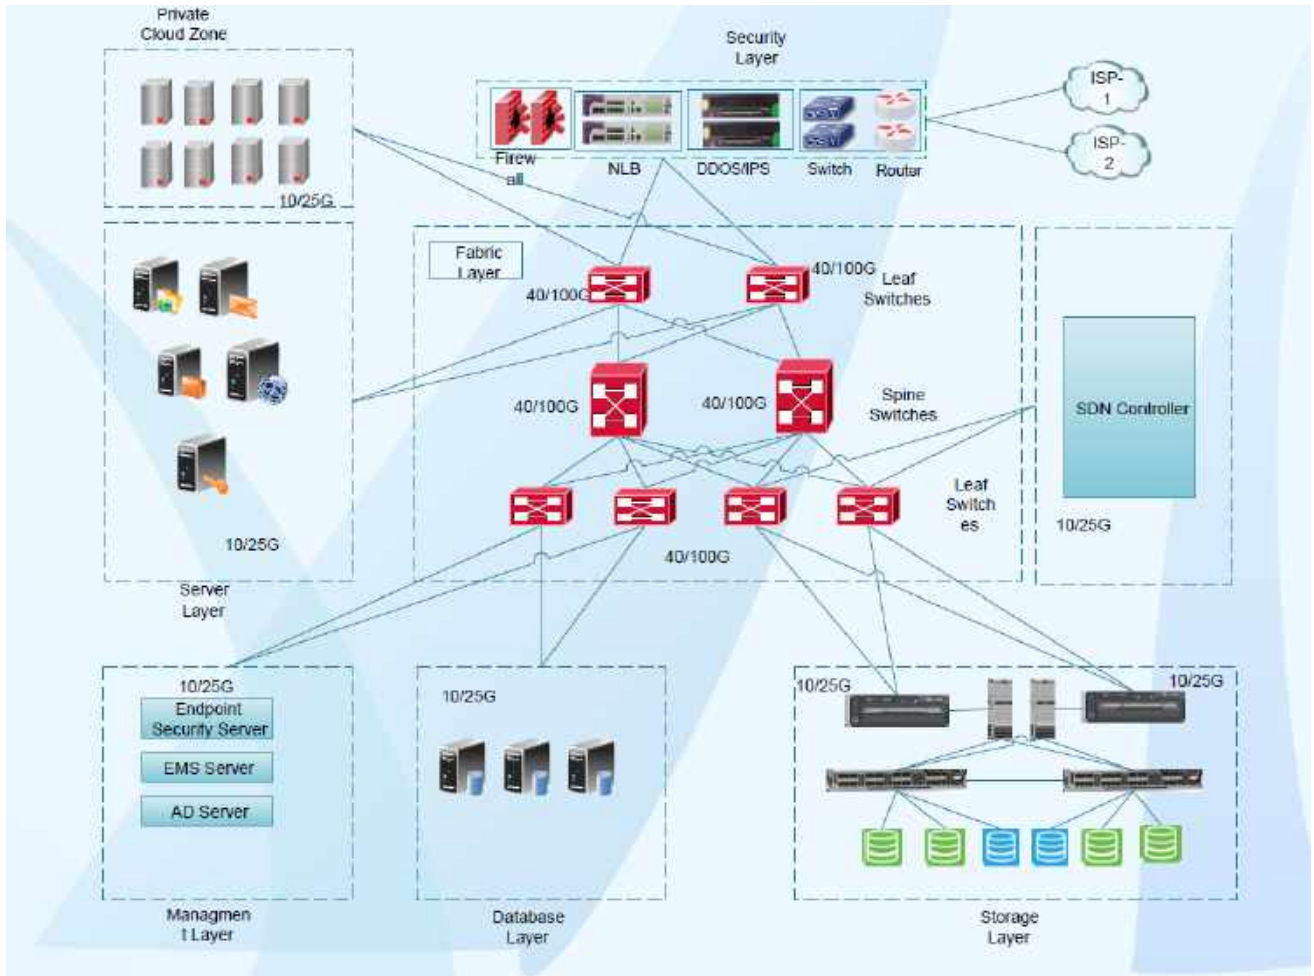 Private
Cloud Zone
10/25G
Security
Layer
Firew
all
NLB
DDOS/IPS
Switch
Router
ISP-
1
ISP-
2
Fabric
Layer
40/100G
40/100G
Leaf
Switches
40/100G
40/100G
Spine
Switches
Leaf
Switch
es
40/100G
SDN Controller
10/25G
10/25G
Server
Layer
10/25G
Endpoint
Security Server
EMS Server
AD Server
Managmen
t Layer
10/25G
Database
Layer
10/25G
10/25G
Storage
Layer